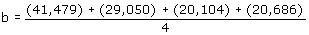 b = (41,479) + (29,050) + (20,104) + (20,686)
4